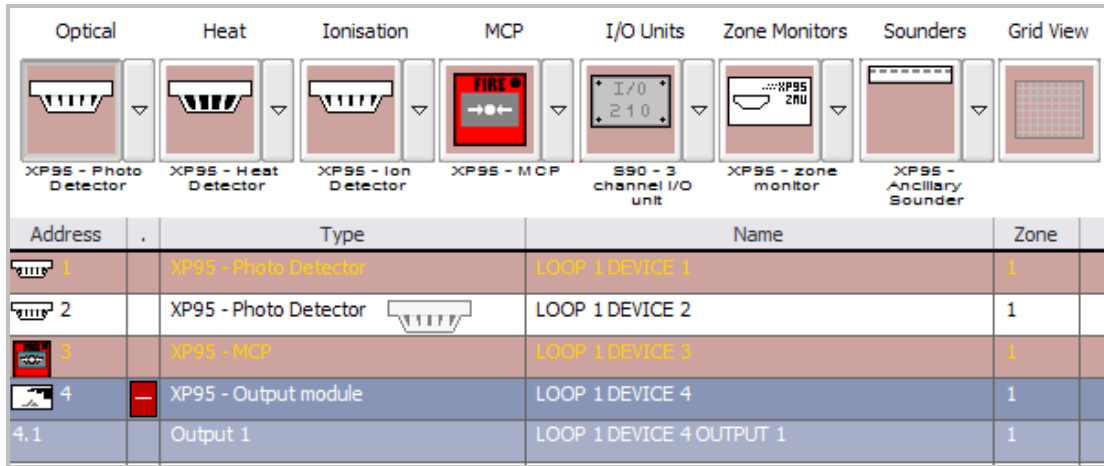 Optical Heat Ionisation MCP I/O Units Zone Monitors Sounders Grid View
FIRE
I/O
210
XP95
ZMU
XP95 - Photo Detector
XP95 - Heat Detector
XP95 - Ion Detector
XP95 - MCP
S90 - 3 channel I/O unit
XP95 - zone monitor
XP95 - Ancillary Sounder
Address . Type Name Zone
1 XP95 - Photo Detector LOOP 1 DEVICE 1 1
2 XP95 - Photo Detector LOOP 1 DEVICE 2 1
3 XP95 - MCP LOOP 1 DEVICE 3 1
4 XP95 - Output module LOOP 1 DEVICE 4 1
4.1 Output 1 LOOP 1 DEVICE 4 OUTPUT 1 1